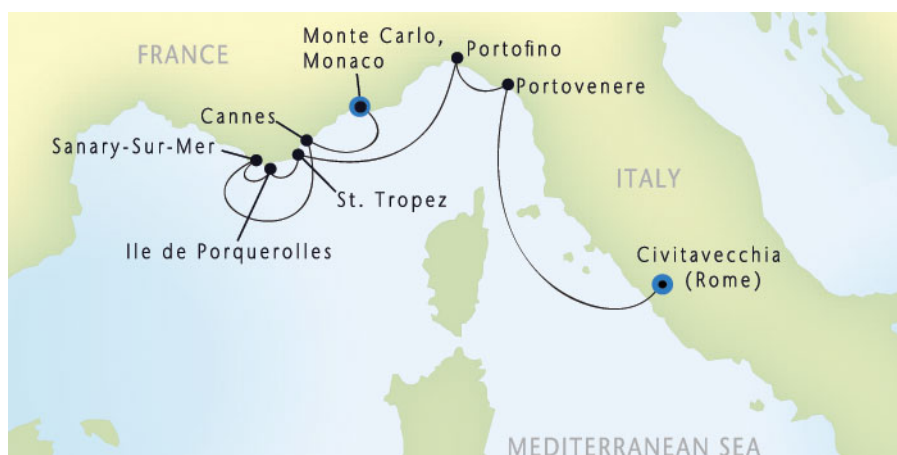 FRANCE
Monte Carlo,
Monaco
Portofino
Portovenere
Cannes
Sanary-Sur-Mer
ITALY
St. Tropez
Ile de Porquerolles
Civitavecchia
(Rome)
MEDITERRANEAN SEA